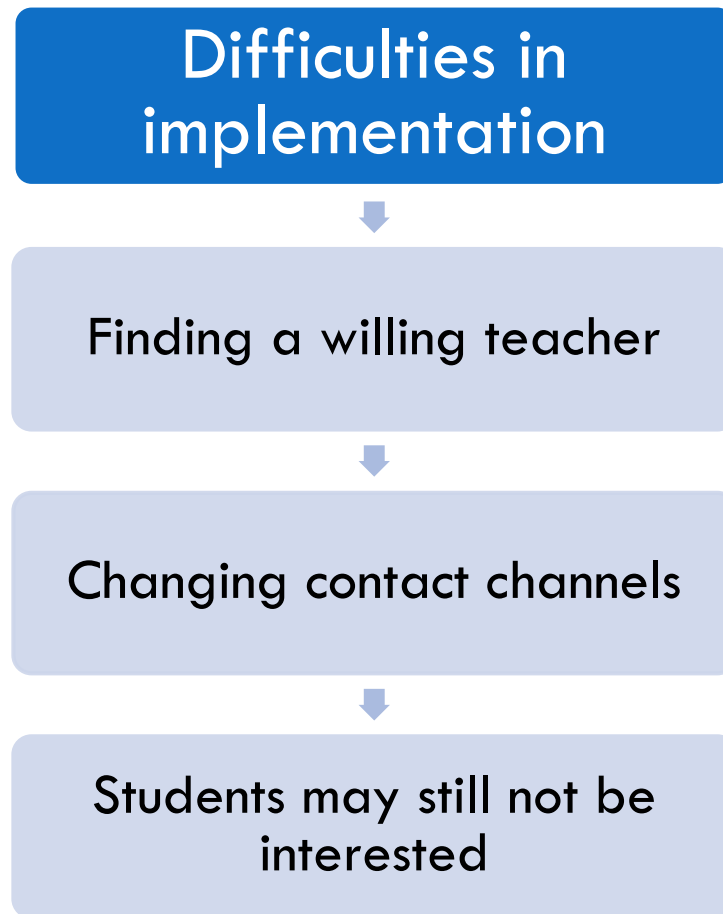 Difficulties in
implementation
Finding a willing teacher
Changing contact channels
Students may still not be
interested